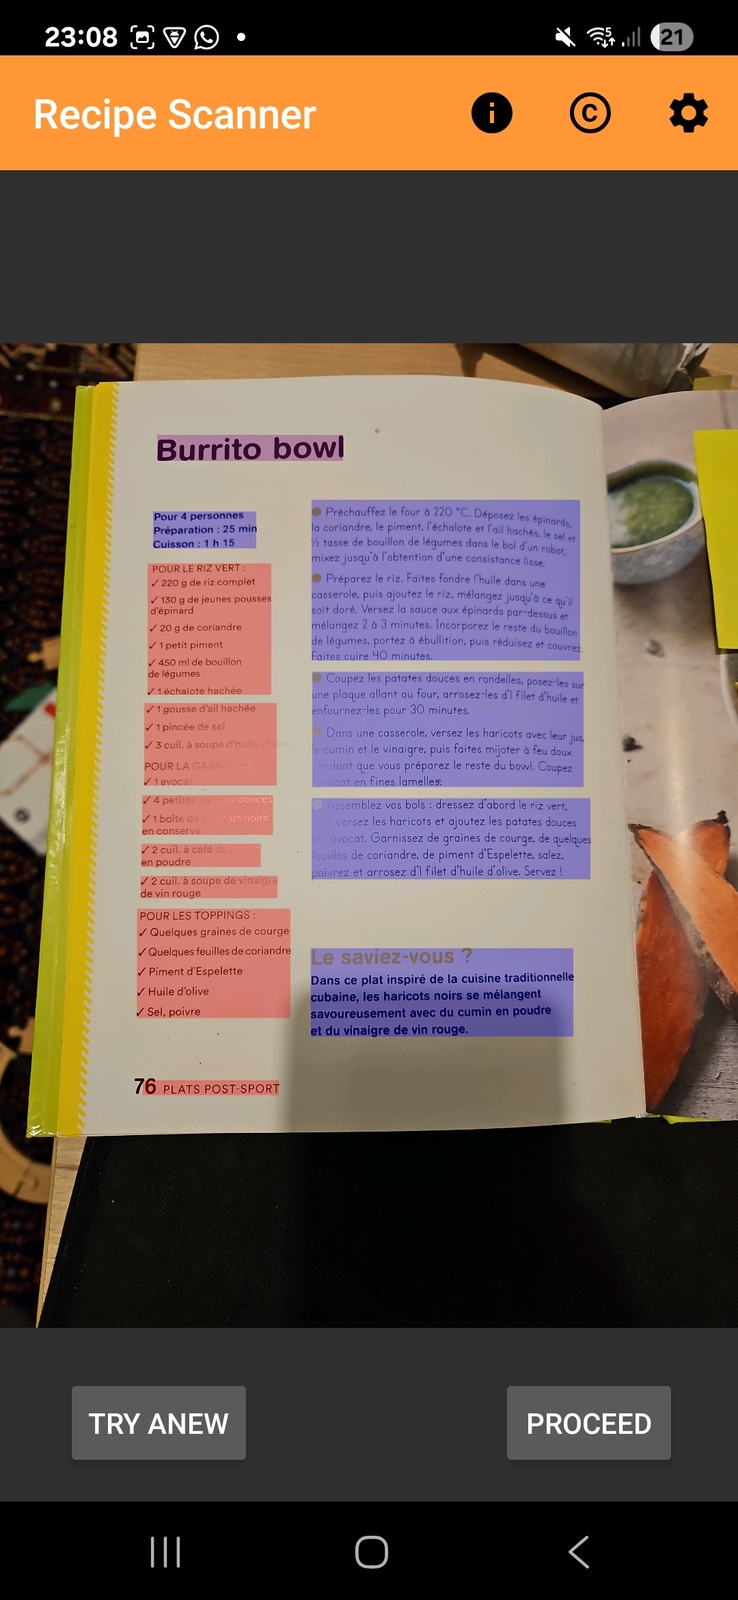 23:08
21
Recipe Scanner
Burrito bowl
Pour 4 personnes
Préparation : 25 min
Cuisson : 1 h 15
POUR LE RIZ VERT :
✓ 220 g de riz complet
✓ 130 g de jeunes pousses
d'épinard
✓ 20 g de coriandre
✓ 1 petit piment
✓ 450 ml de bouillon
de légumes
✓ 1 échalote hachée
✓ 1 gousse d'ail hachée
✓ 1 pincée de sel
✓ 3 cuil. à soupe d'huile d'olive
POUR LA
✓ 1 avocat
✓ 4 petites douces
✓ 1 boîte de noirs
en conserve
✓ 2 cuil. à café
en poudre
✓ 2 cuil. à soupe de vinaigre
de vin rouge
POUR LES TOPPINGS :
✓ Quelques graines de courge
✓ Quelques feuilles de coriandre
✓ Piment d'Espelette
✓ Huile d'olive
✓ Sel, poivre
Préchauffez le four à 220 °C. Déposez les épinards,
la coriandre, le piment, l'échalote et l'ail hachés, le sel et
½ tasse de bouillon de légumes dans le bol d'un robot,
mixez jusqu'à l'obtention d'une consistance lisse.
Préparez le riz. Faites fondre l'huile dans une
casserole, puis ajoutez le riz, mélangez jusqu'à ce qu'il
soit doré. Versez la sauce aux épinards par-dessus et
mélangez 2 à 3 minutes. Incorporez le reste du bouillon
de légumes, portez à ébullition, puis réduisez et couvrez.
Faites cuire 40 minutes.
Coupez les patates douces en rondelles, posez-les sur
une plaque allant au four, arrosez-les d'1 filet d'huile et
enfournez-les pour 30 minutes.
Dans une casserole, versez les haricots avec leur jus,
le cumin et le vinaigre, puis faites mijoter à feu doux
pendant que vous préparez le reste du bowl. Coupez
avocat en fines lamelles.
Assemblez vos bols : dressez d'abord le riz vert,
versez les haricots et ajoutez les patates douces
avocat. Garnissez de graines de courge, de quelques
feuilles de coriandre, de piment d'Espelette, salez,
poivrez et arrosez d'1 filet d'huile d'olive. Servez !
Le saviez-vous ?
Dans ce plat inspiré de la cuisine traditionnelle
cubaine, les haricots noirs se mélangent
savoureusement avec du cumin en poudre
et du vinaigre de vin rouge.
76 PLATS POST-SPORT
TRY ANEW
PROCEED